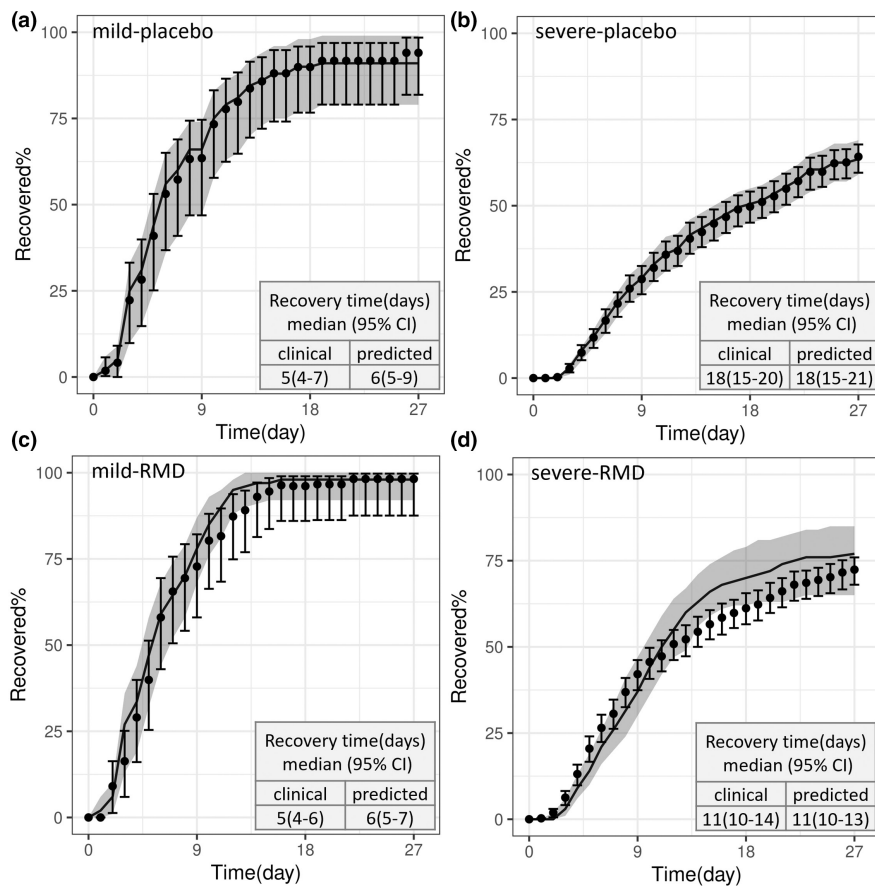 (a)
mild-placebo
100
75
50
25
0
Recovered%
Recovery time(days)
median (95% CI)
clinical predicted
5(4-7) 6(5-9)
0 9 18 27
Time(day)
(b)
severe-placebo
100
75
50
25
0
Recovered%
Recovery time(days)
median (95% CI)
clinical predicted
18(15-20) 18(15-21)
0 9 18 27
Time(day)
(c)
mild-RMD
100
75
50
25
0
Recovered%
Recovery time(days)
median (95% CI)
clinical predicted
5(4-6) 6(5-7)
0 9 18 27
Time(day)
(d)
severe-RMD
100
75
50
25
0
Recovered%
Recovery time(days)
median (95% CI)
clinical predicted
11(10-14) 11(10-13)
0 9 18 27
Time(day)